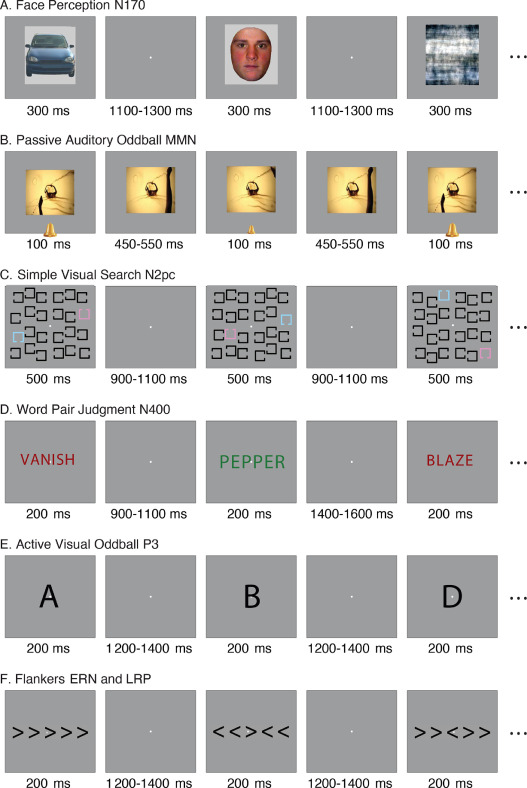 A. Face Perception N170
300 ms 1100-1300 ms 300 ms 1100-1300 ms 300 ms
...
B. Passive Auditory Oddball MMN
...
100 ms 450-550 ms 100 ms 450-550 ms 100 ms
C. Simple Visual Search N2pc
...
500 ms 900-1100 ms 500 ms 900-1100 ms 500 ms
D. Word Pair Judgment N400
VANISH PEPPER BLAZE ...
200 ms 900-1100 ms 200 ms 1400-1600 ms 200 ms
E. Active Visual Oddball P3
A B D ...
200 ms 1200-1400 ms 200 ms 1200-1400 ms 200 ms
F. Flankers ERN and LRP
> > > > > < < > < < > > < > > ...
200 ms 1200-1400 ms 200 ms 1200-1400 ms 200 ms